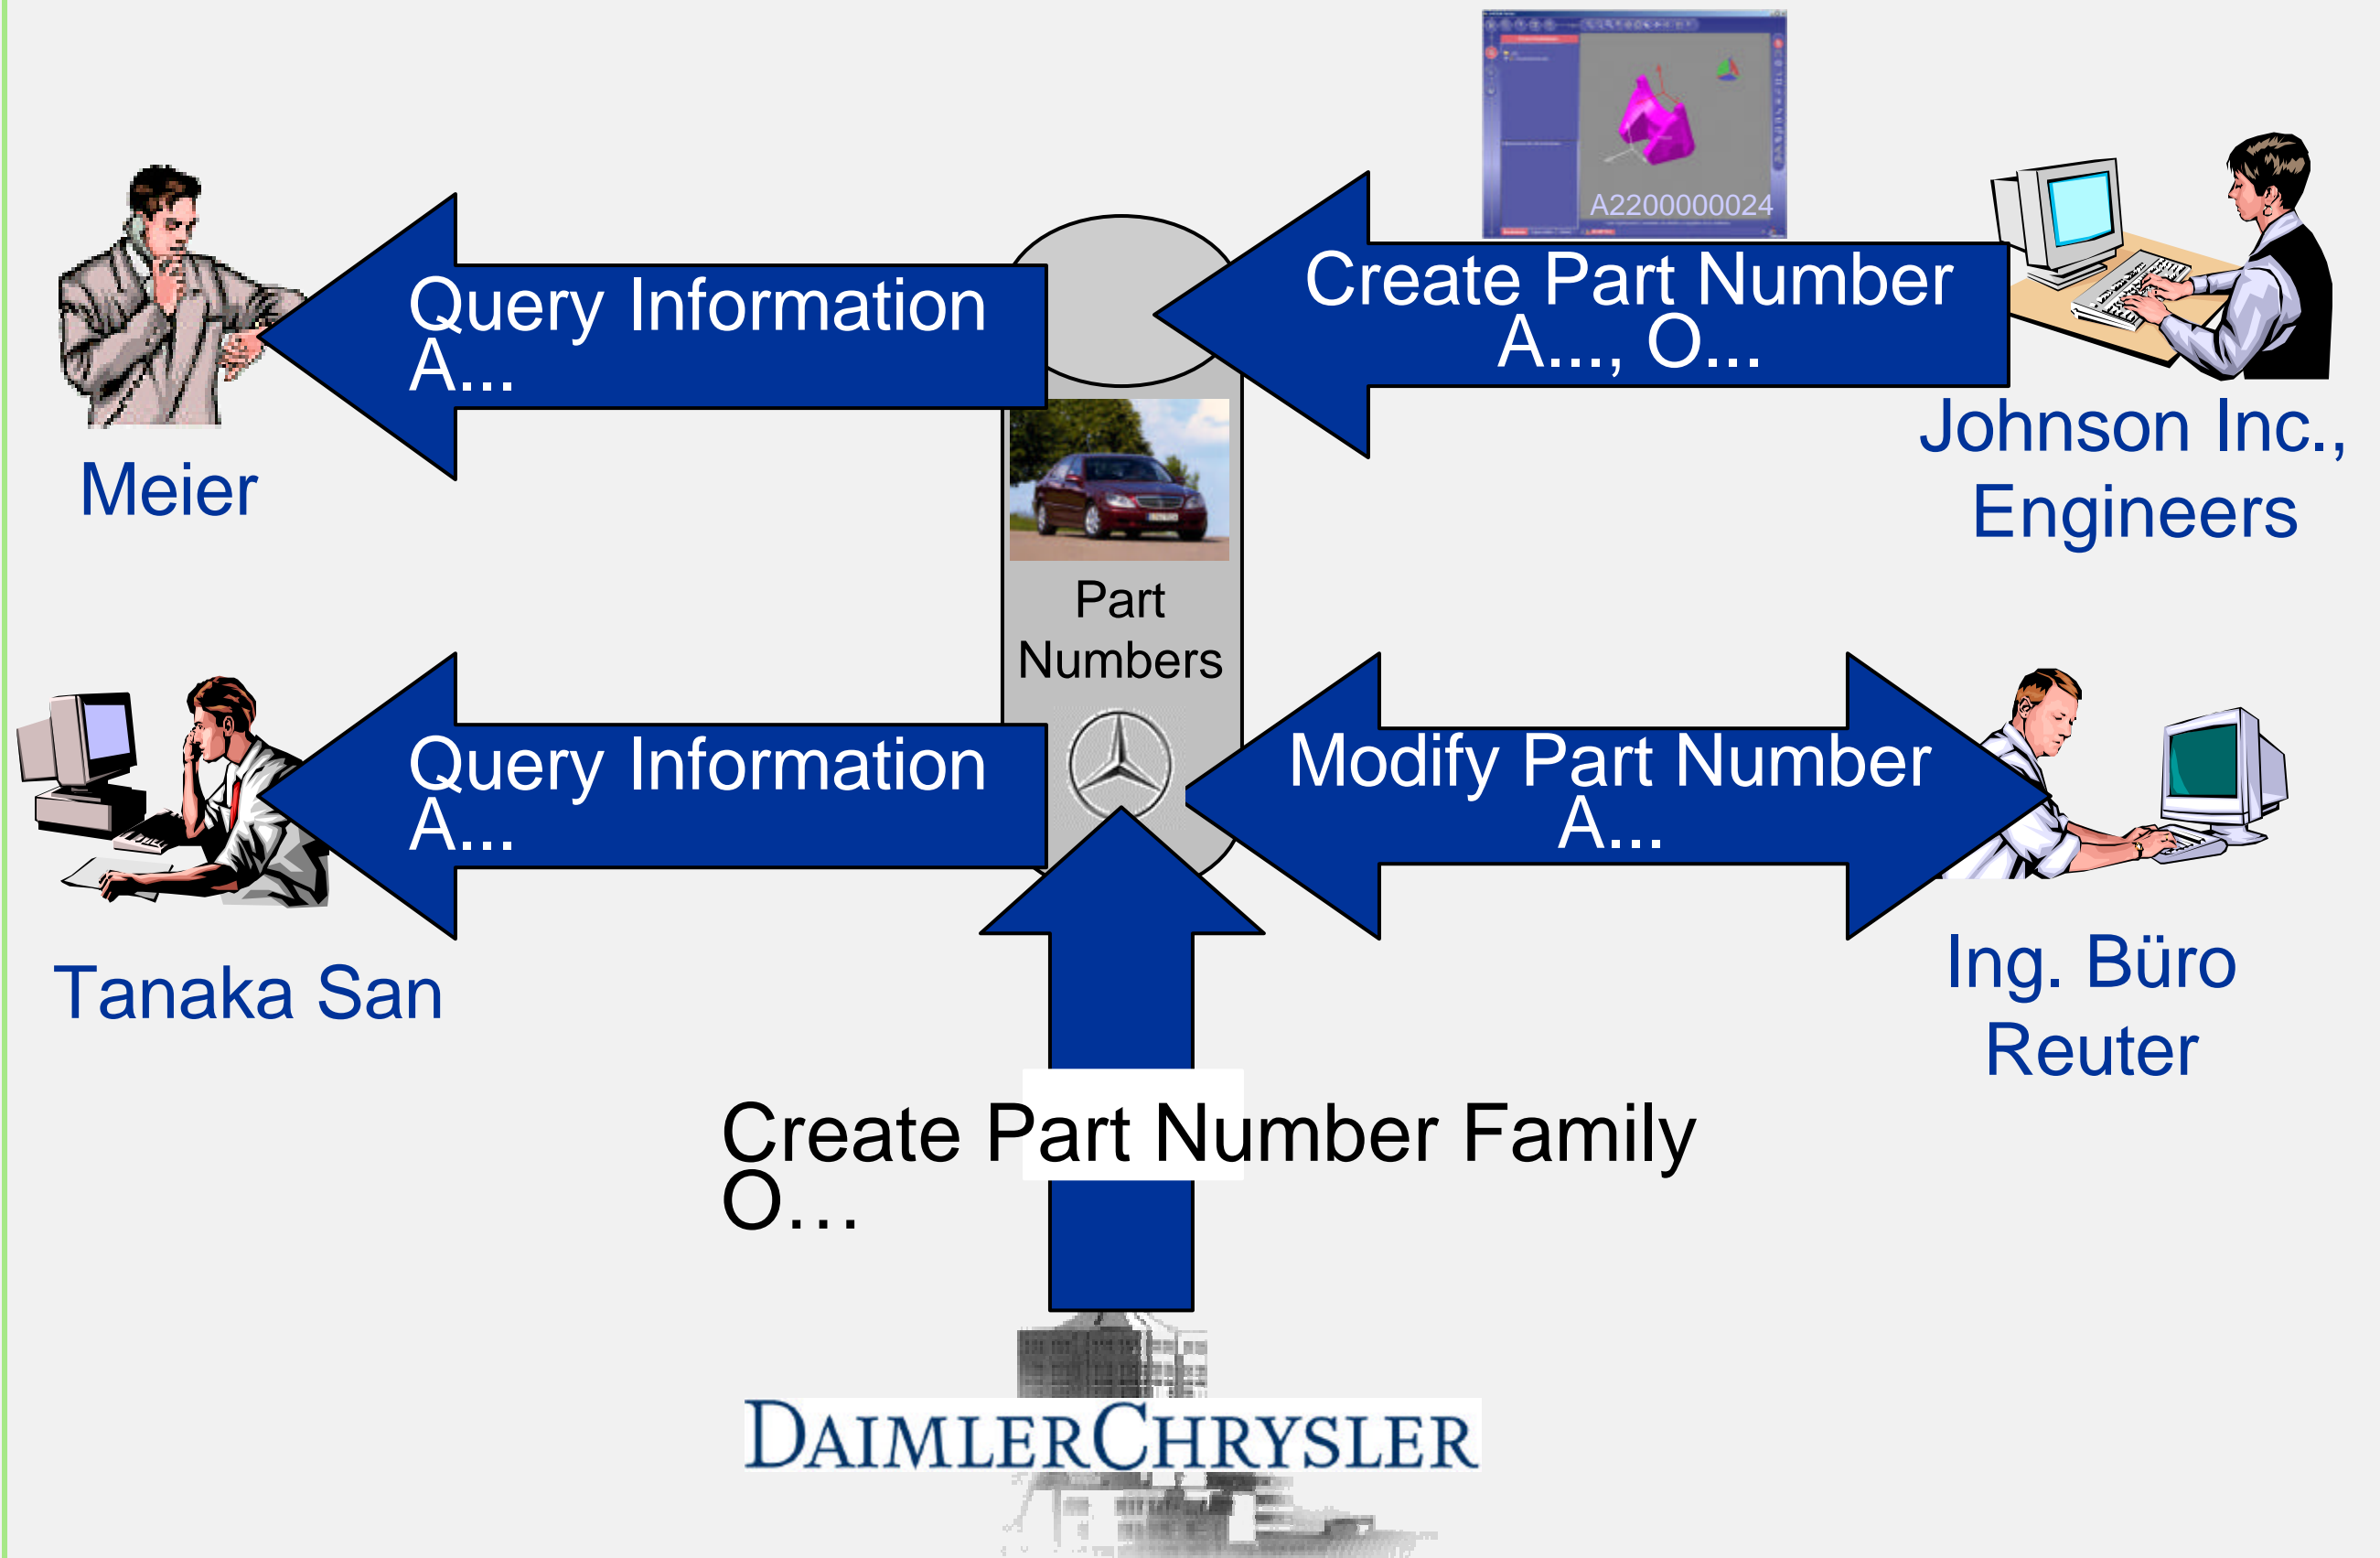 A2200000024
Query Information
A...
Create Part Number
A..., O...
Meier
Johnson Inc.,
Engineers
Part
Numbers
Query Information
A...
Modify Part Number
A...
Tanaka San
Ing. Büro
Reuter
Create Part Number Family
O...
DAIMLERCHRYSLER